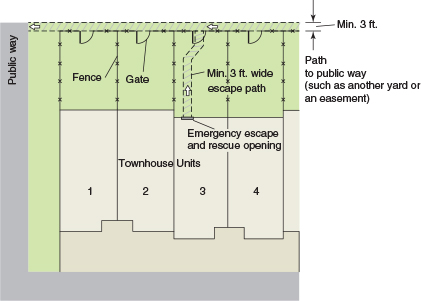 Min. 3 ft.
Public way
Path
to public way
(such as another yard or
an easement)
Fence
Gate
Min. 3 ft. wide
escape path
Emergency escape
and rescue opening
Townhouse Units
1 2 3 4